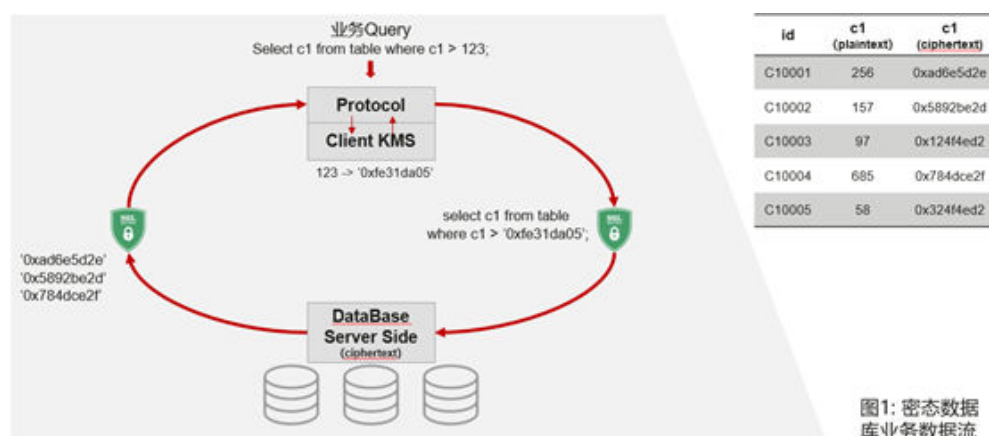 业务Query
Select c1 from table where c1 > 123;
Protocol
Client KMS
123 -> '0xfe31da05'
select c1 from table
where c1 > '0xfe31da05';
SSL
'0xad6e5d2e'
'0x5892be2d'
'0x784dce2f'
SSL
DataBase
Server Side
(ciphertext)
id c1 c1
(plaintext) (ciphertext)
C10001 256 0xad6e5d2e
C10002 157 0x5892be2d
C10003 97 0x124f4ed2
C10004 685 0x784dce2f
C10005 58 0x324f4ed2
图1: 密态数据
库业务数据流